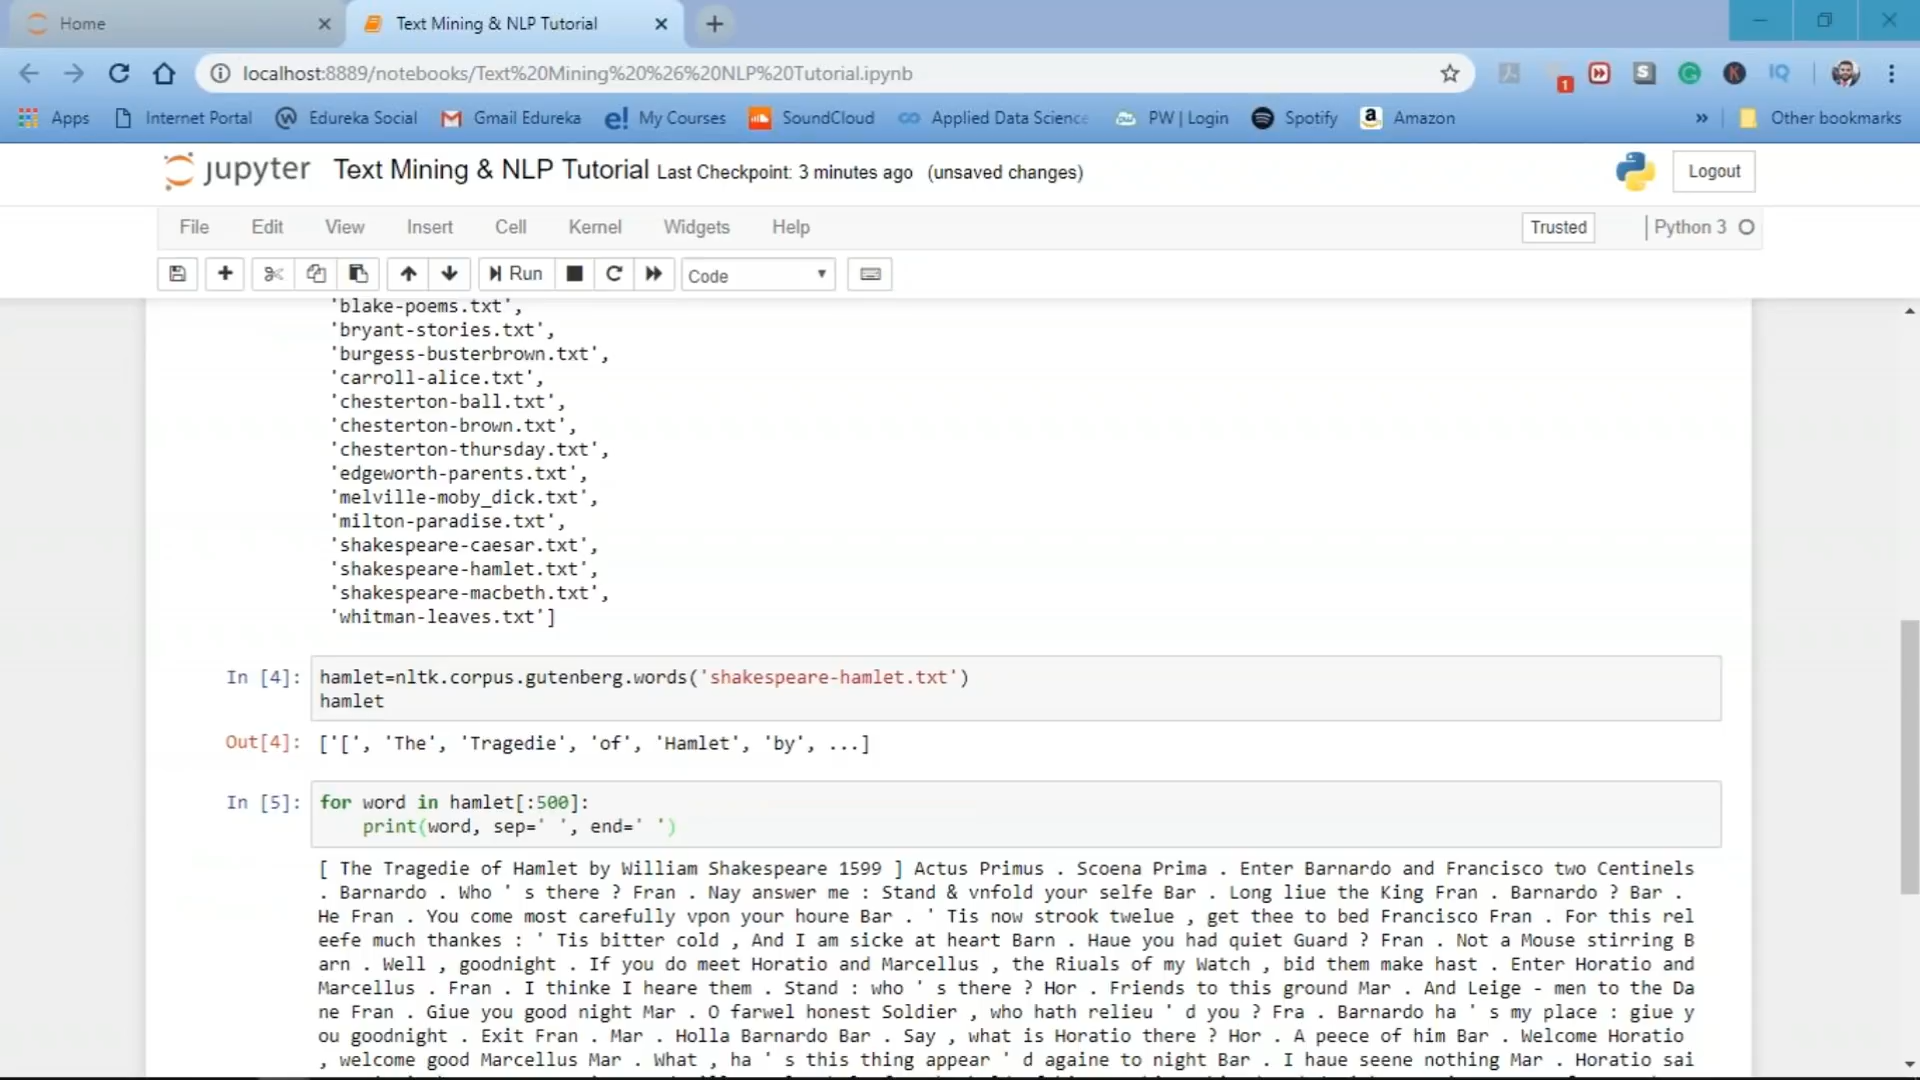 Home
Text Mining & NLP Tutorial
localhost:8889/notebooks/Text%20Mining%20%26%20NLP%20Tutorial.ipynb
1
S
K
IQ
Apps
Internet Portal
Edureka Social
Gmail Edureka
e! My Courses
SoundCloud
Applied Data Science
PW | Login
Spotify
a Amazon
»
Other bookmarks
jupyter Text Mining & NLP Tutorial Last Checkpoint: 3 minutes ago (unsaved changes)
Logout
File Edit View Insert Cell Kernel Widgets Help
Trusted
Python 3
Run
Code
'blake-poems.txt',
'bryant-stories.txt',
'burgess-busterbrown.txt',
'carroll-alice.txt',
'chesterton-ball.txt',
'chesterton-brown.txt',
'chesterton-thursday.txt',
'edgeworth-parents.txt',
'melville-moby_dick.txt',
'milton-paradise.txt',
'shakespeare-caesar.txt',
'shakespeare-hamlet.txt',
'shakespeare-macbeth.txt',
'whitman-leaves.txt']
In [4]: hamlet=nltk.corpus.gutenberg.words('shakespeare-hamlet.txt')
hamlet
Out[4]: ['[', 'The', 'Tragedie', 'of', 'Hamlet', 'by', ...]
In [5]: for word in hamlet[:500]:
print(word, sep=' ', end=' ')
[ The Tragedie of Hamlet by William Shakespeare 1599 ] Actus Primus . Scoena Prima . Enter Barnardo and Francisco two Centinels
. Barnardo . Who ' s there ? Fran . Nay answer me : Stand & vnfold your selfe Bar . Long liue the King Fran . Barnardo ? Bar .
He Fran . You come most carefully vpon your houre Bar . ' Tis now strook twelue , get thee to bed Francisco Fran . For this rel
eefe much thankes : ' Tis bitter cold , And I am sicke at heart Barn . Haue you had quiet Guard ? Fran . Not a Mouse stirring B
arn . Well , goodnight . If you do meet Horatio and Marcellus , the Riuals of my Watch , bid them make hast . Enter Horatio and
Marcellus . Fran . I thinke I heare them . Stand : who ' s there ? Hor . Friends to this ground Mar . And Leige - men to the Da
ne Fran . Giue you good night Mar . O farwel honest Soldier , who hath relieu ' d you ? Fra . Barnardo ha ' s my place : giue y
ou goodnight . Exit Fran . Mar . Holla Barnardo Bar . Say , what is Horatio there ? Hor . A peece of him Bar . Welcome Horatio
, welcome good Marcellus Mar . What , ha ' s this thing appear ' d againe to night Bar . I haue seene nothing Mar . Horatio sai